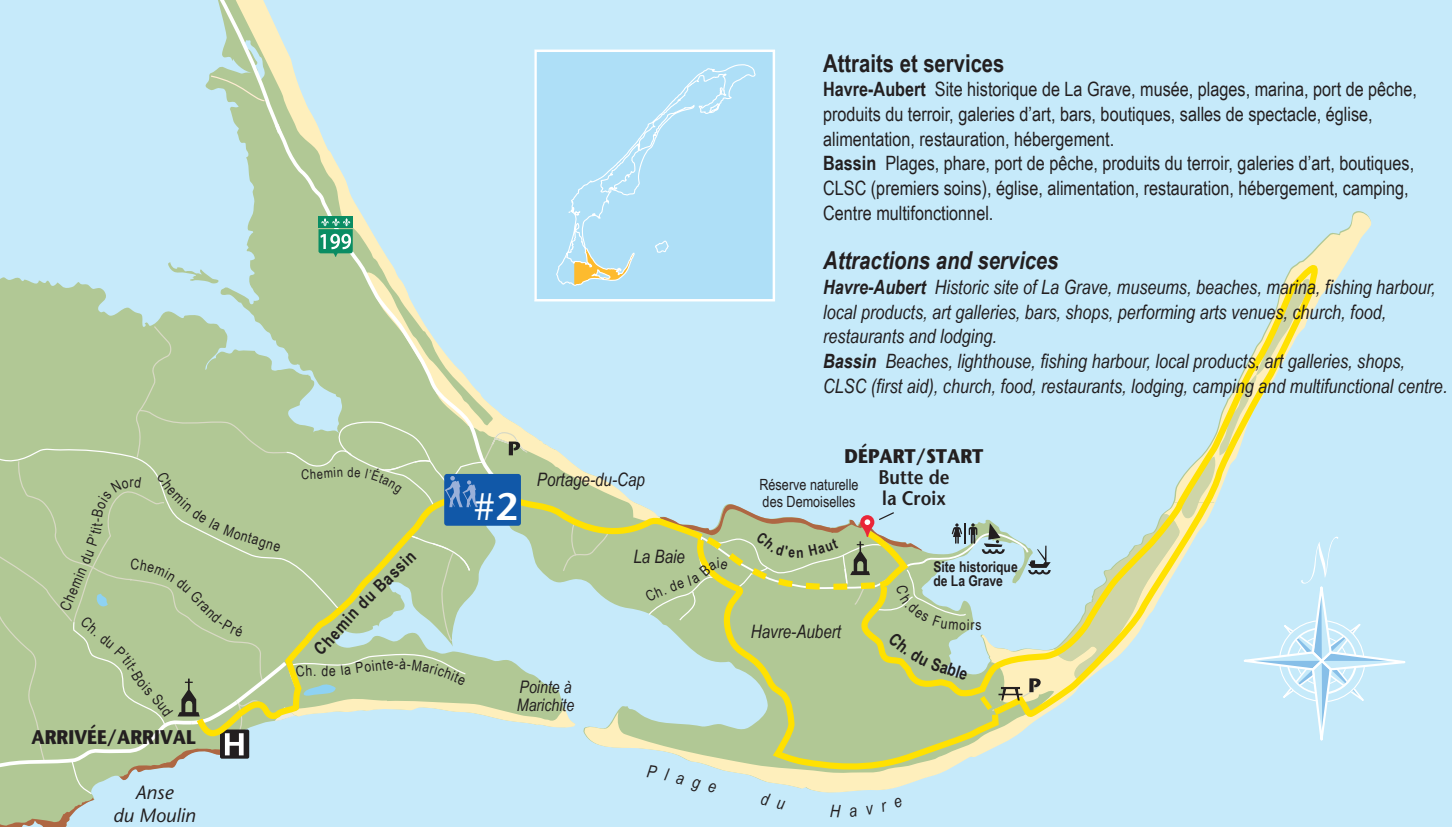 Attraits et services
Havre-Aubert Site historique de La Grave, musée, plages, marina, port de pêche,
produits du terroir, galeries d'art, bars, boutiques, salles de spectacle, église,
alimentation, restauration, hébergement.
Bassin Plages, phare, port de pêche, produits du terroir, galeries d'art, boutiques,
CLSC (premiers soins), église, alimentation, restauration, hébergement, camping,
Centre multifonctionnel.
Attractions and services
Havre-Aubert Historic site of La Grave, museums, beaches, marina, fishing harbour,
local products, art galleries, bars, shops, performing arts venues, church, food,
restaurants and lodging.
Bassin Beaches, lighthouse, fishing harbour, local products, art galleries, shops,
CLSC (first aid), church, food, restaurants, lodging, camping and multifunctional centre.
199
P
DÉPART/START
Butte de
la Croix
Réserve naturelle
des Demoiselles
Portage-du-Cap
Chemin de l'Étang
#2
Chemin du P'tit-Bois Nord
Chemin de la Montagne
Ch. d'en Haut
La Baie
Ch. de la Baie
Site historique
de La Grave
N
Chemin du Bassin
Chemin du Grand-Pré
Ch. des Fumoirs
Havre-Aubert
Ch. du Sable
Ch. du P'tit-Bois Sud
Ch. de la Pointe-à-Marichite
Pointe à
Marichite
P
ARRIVÉE/ARRIVAL
H
Plage du Havre
Anse
du Moulin